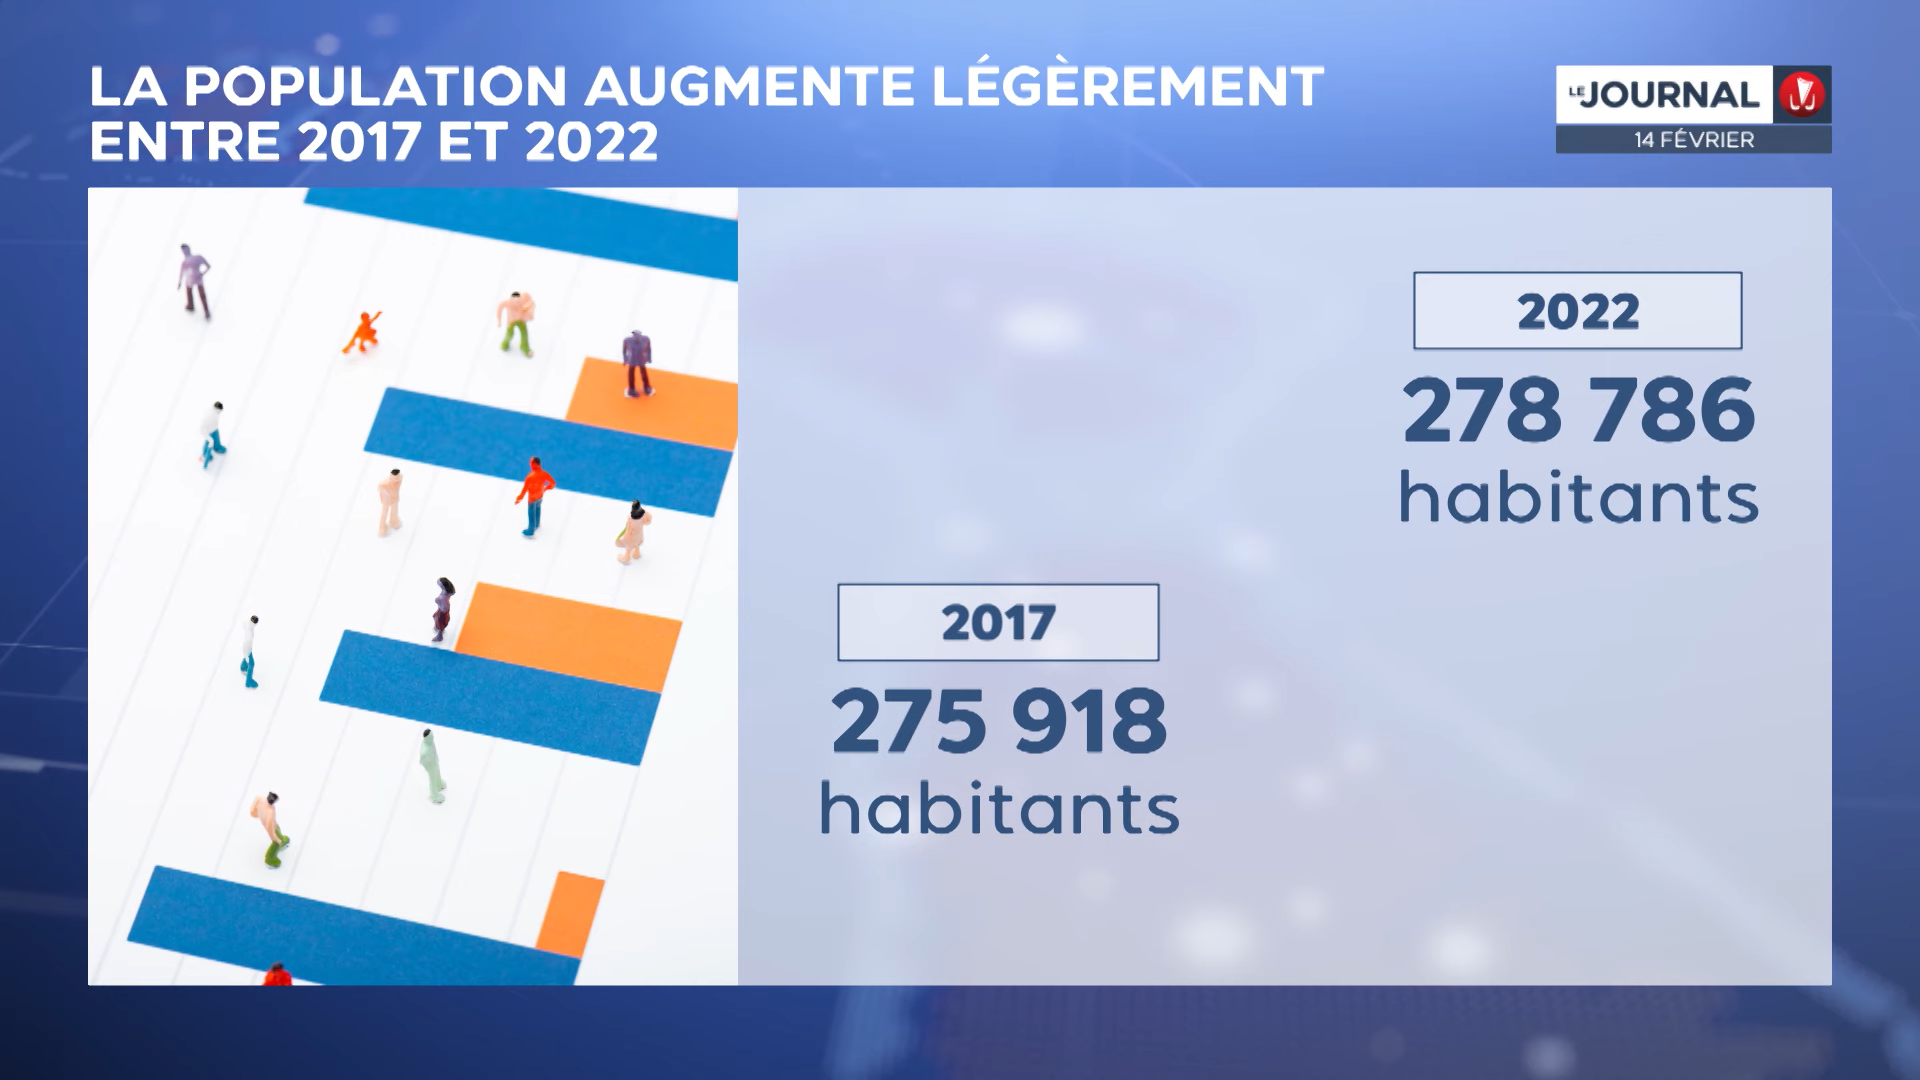 LA POPULATION AUGMENTE LÉGÈREMENT
ENTRE 2017 ET 2022
LE JOURNAL
14 FÉVRIER
2022
278 786
habitants
2017
275 918
habitants